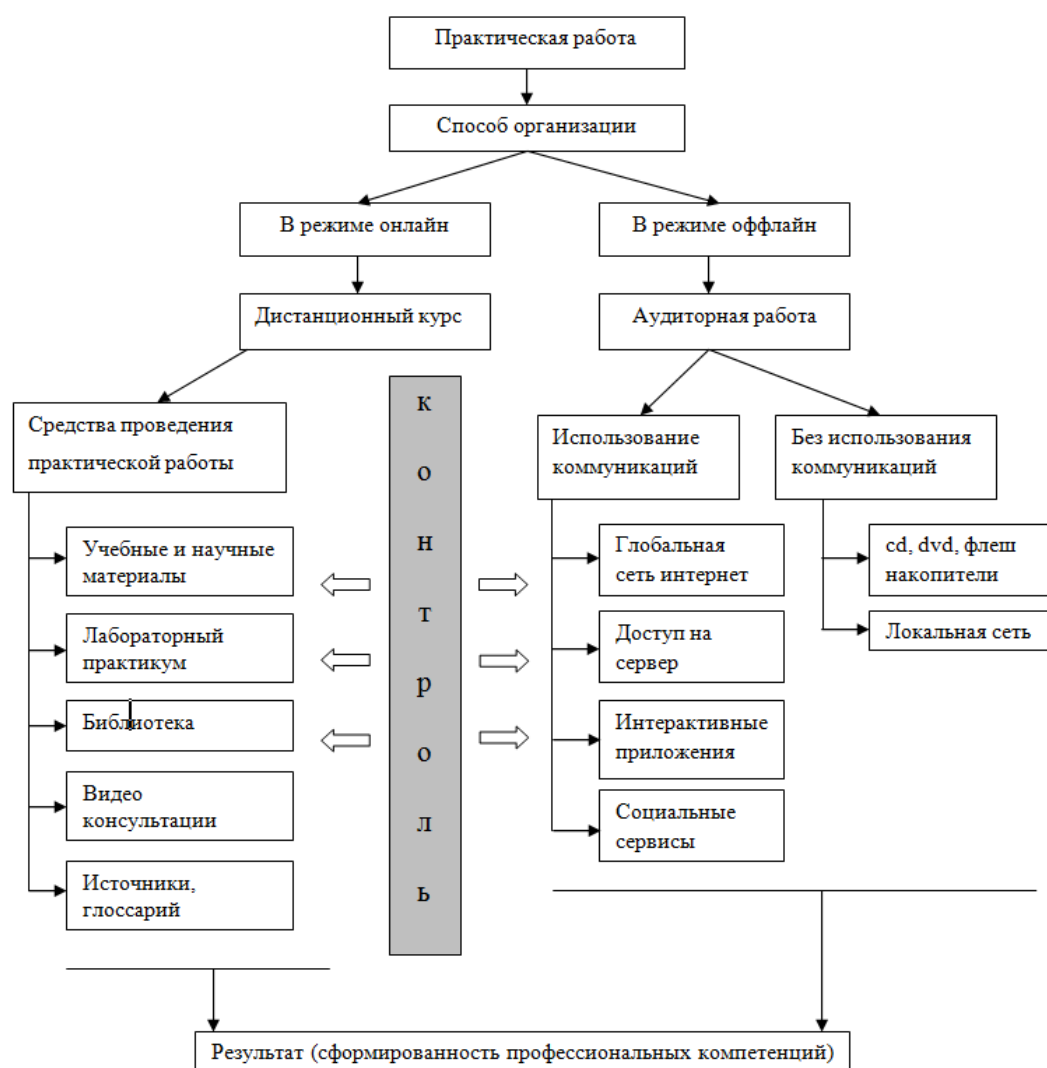 Практическая работа
Способ организации
В режиме онлайн
В режиме оффлайн
Дистанционный курс
Аудиторная работа
Средства проведения
практической работы
Учебные и научные
материалы
Лабораторный
практикум
Библиотека
Видео
консультации
Источники,
глоссарий
к
о
н
т
р
о
л
ь
Использование
коммуникаций
Глобальная
сеть интернет
Доступ на
сервер
Интерактивные
приложения
Социальные
сервисы
Без использования
коммуникаций
cd, dvd, флеш
накопители
Локальная сеть
Результат (сформированность профессиональных компетенций)